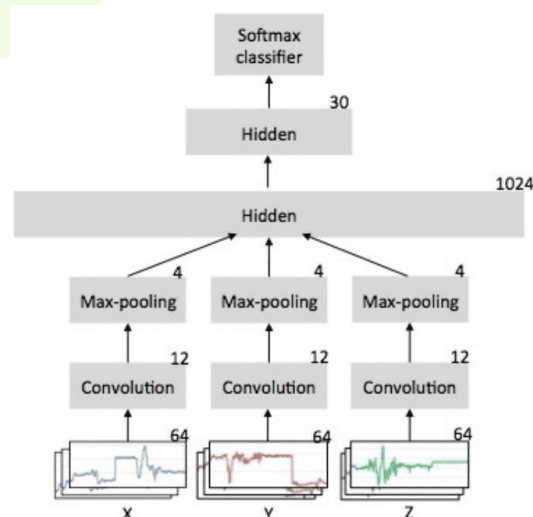 Softmax
classifier
30
Hidden
1024
Hidden
4 4 4
Max-pooling Max-pooling Max-pooling
12 12 12
Convolution Convolution Convolution
64 64 64
X Y Z